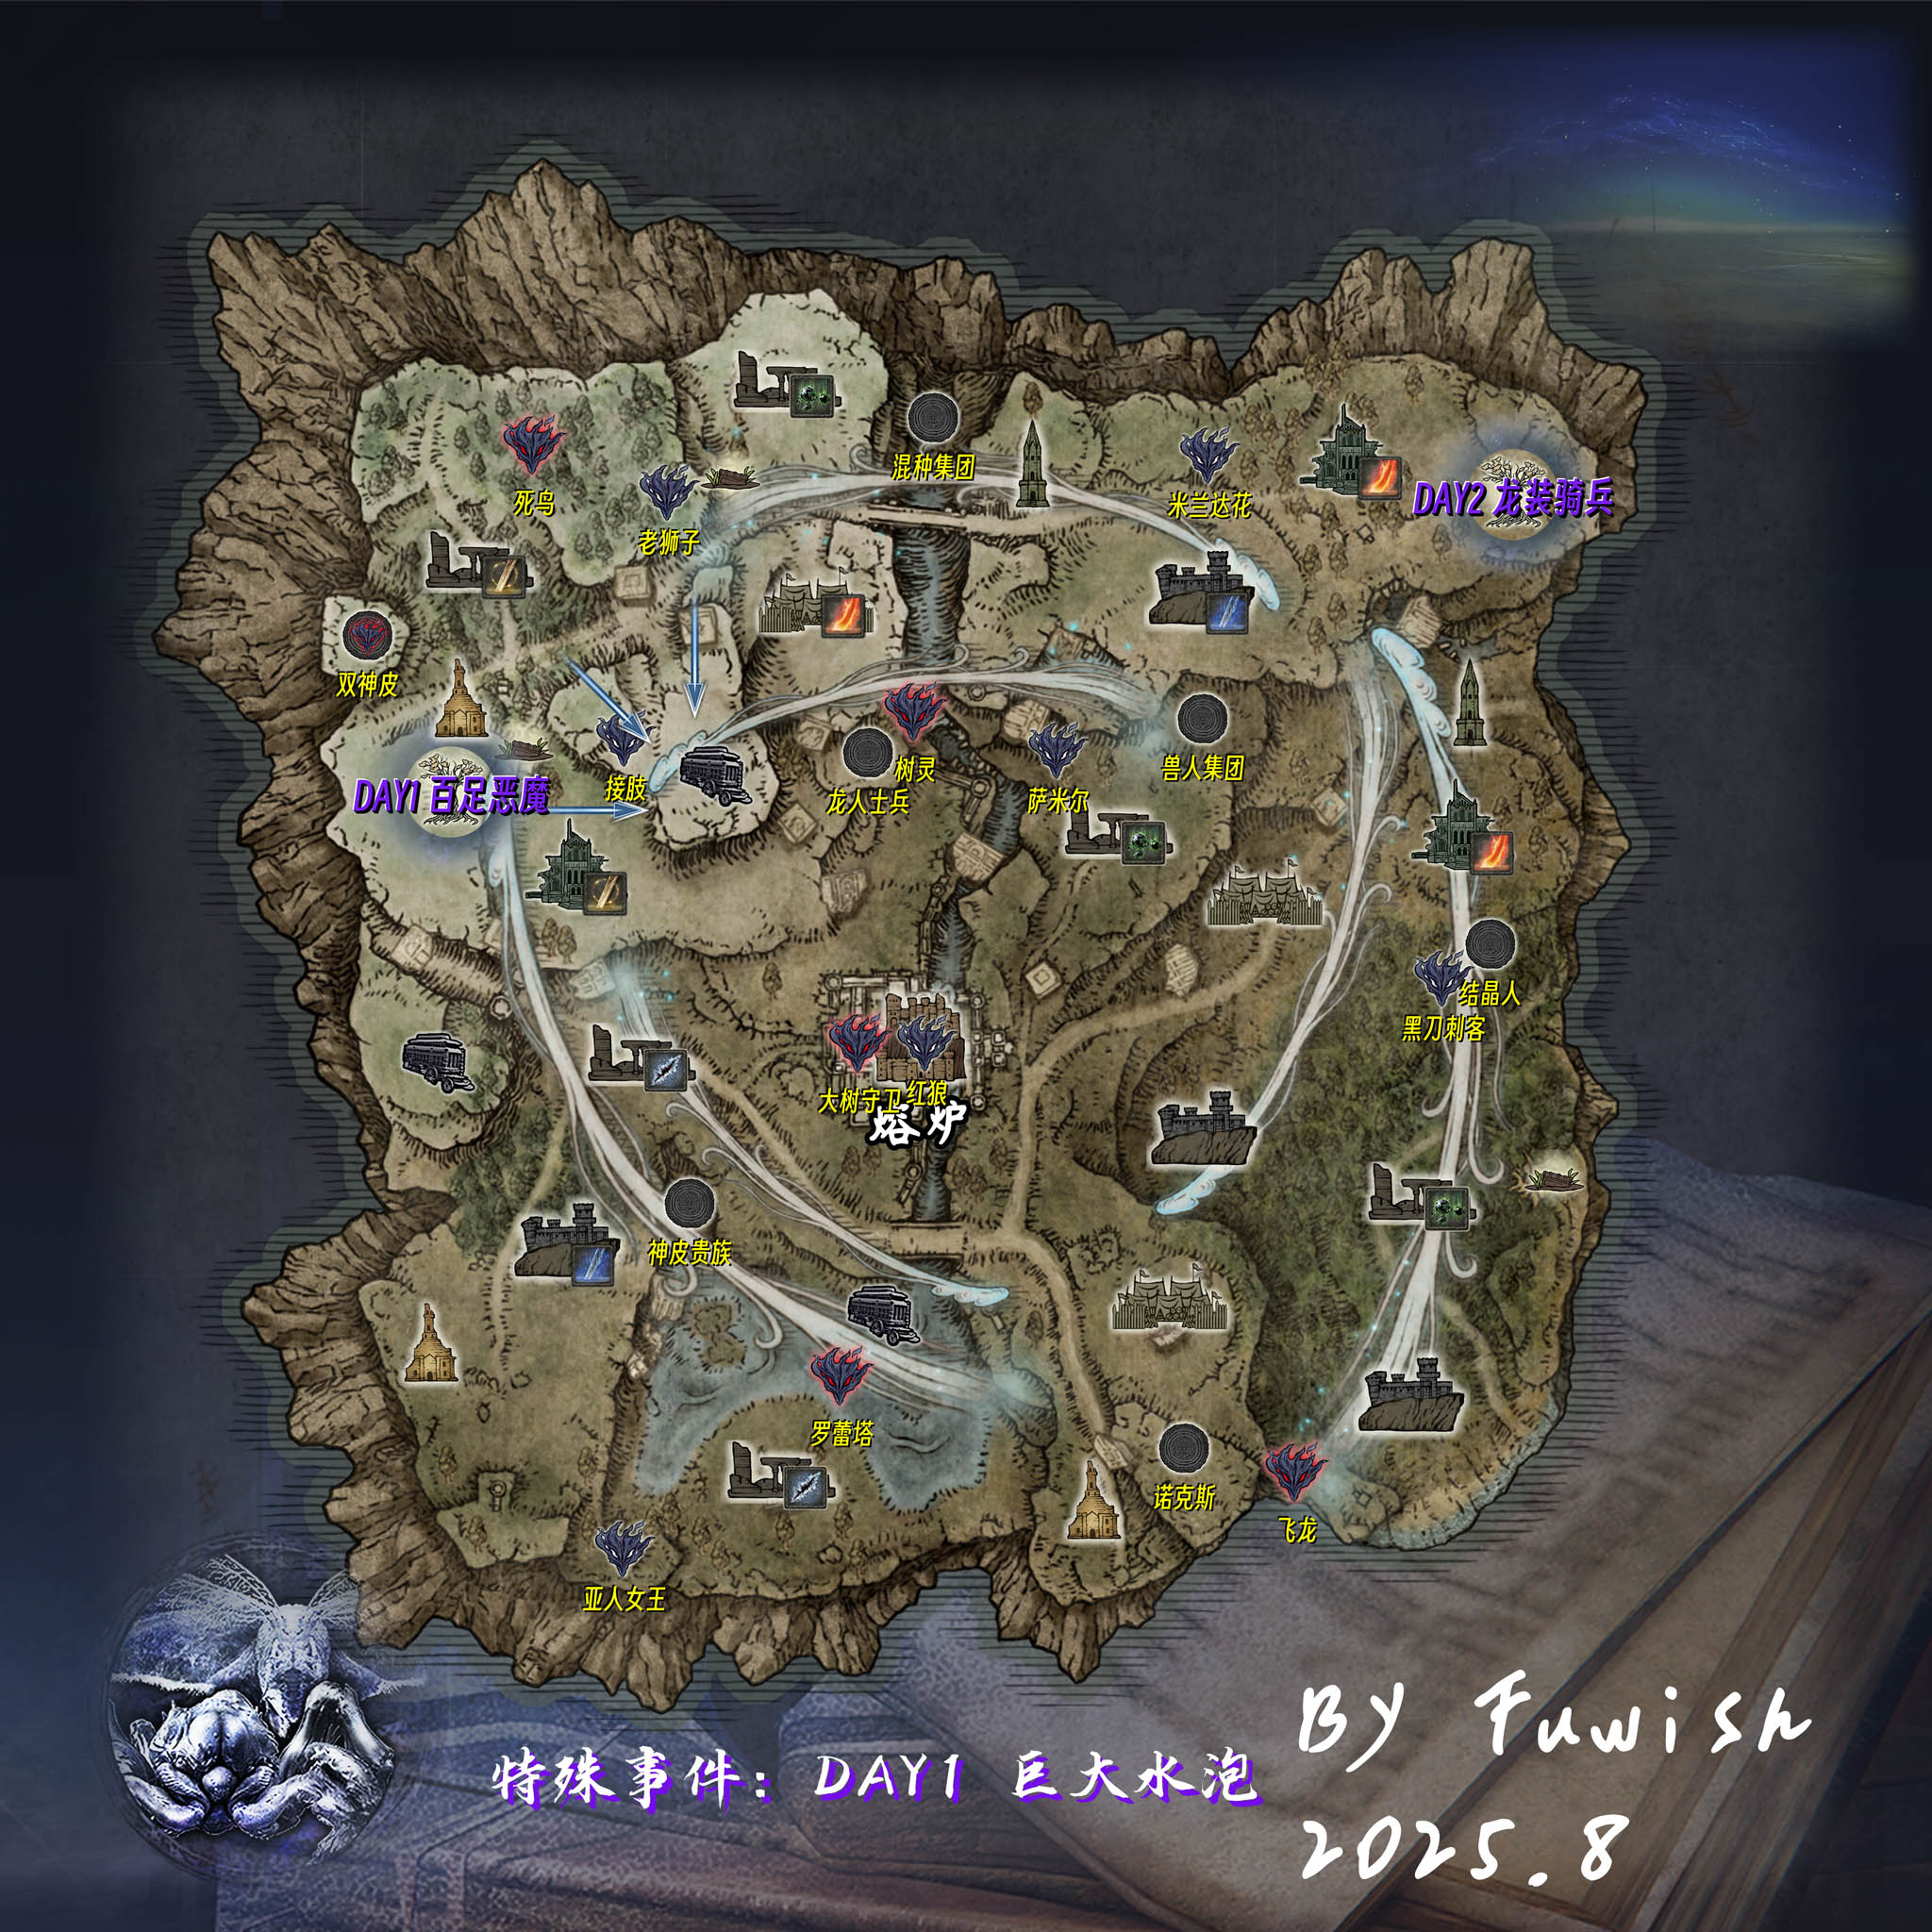 混种集团
DAY2 龙装骑兵
死鸟
米兰达花
老狮子
双神皮
树灵
兽人集团
接肢
DAY1 百足恶魔
龙人士兵
萨米尔
结晶人
黑刀刺客
大树守卫
红狼
熔炉
神皮贵族
罗蕾塔
诺克斯
飞龙
亚人女王
特殊事件：DAY1 巨大水泡
By Fuwish
2025.8